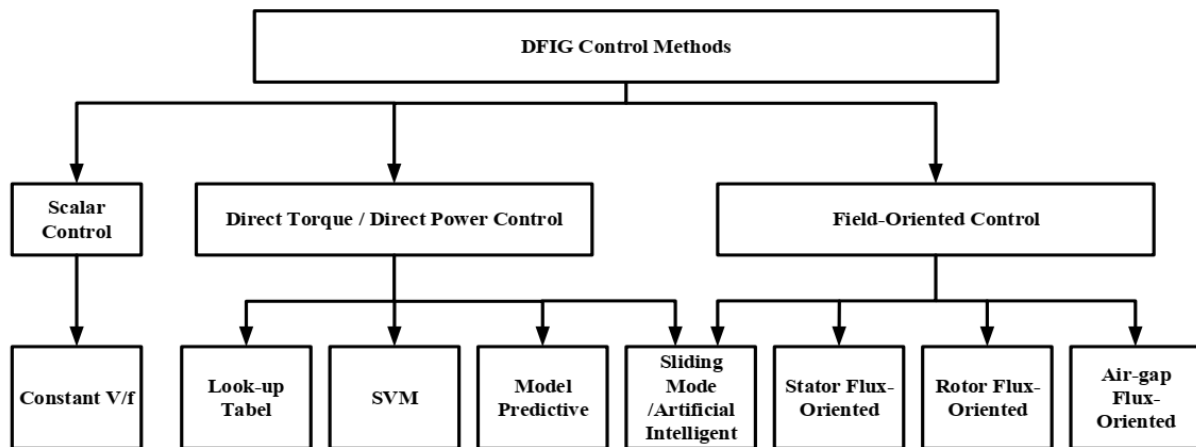 DFIG Control Methods
Scalar
Control
Direct Torque / Direct Power Control
Field-Oriented Control
Constant V/f
Look-up
Tabel
SVM
Model
Predictive
Sliding
Mode
/Artificial
Intelligent
Stator Flux-
Oriented
Rotor Flux-
Oriented
Air-gap
Flux-
Oriented